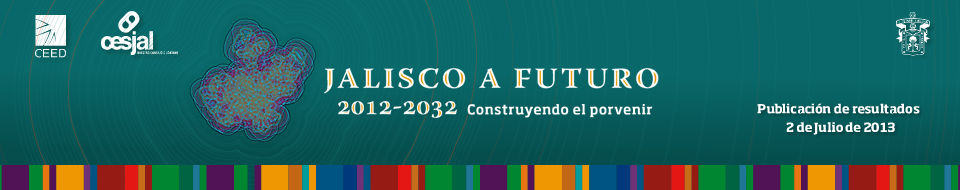 CEED
cesjal
JALISCO A FUTURO
2012-2032 Construyendo el porvenir
Publicación de resultados
2 de Julio de 2013